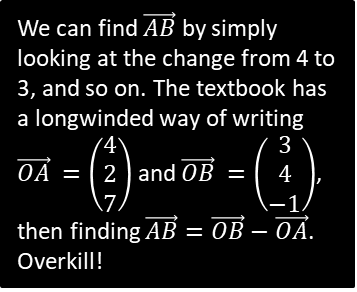 We can find \overrightarrow{AB} by simply
looking at the change from 4 to
3, and so on. The textbook has
a longwinded way of writing
\overrightarrow{OA} = \begin{pmatrix} 4 \\ 2 \\ 7 \end{pmatrix} and \overrightarrow{OB} = \begin{pmatrix} 3 \\ 4 \\ -1 \end{pmatrix},
then finding \overrightarrow{AB} = \overrightarrow{OB} − \overrightarrow{OA}.
Overkill!